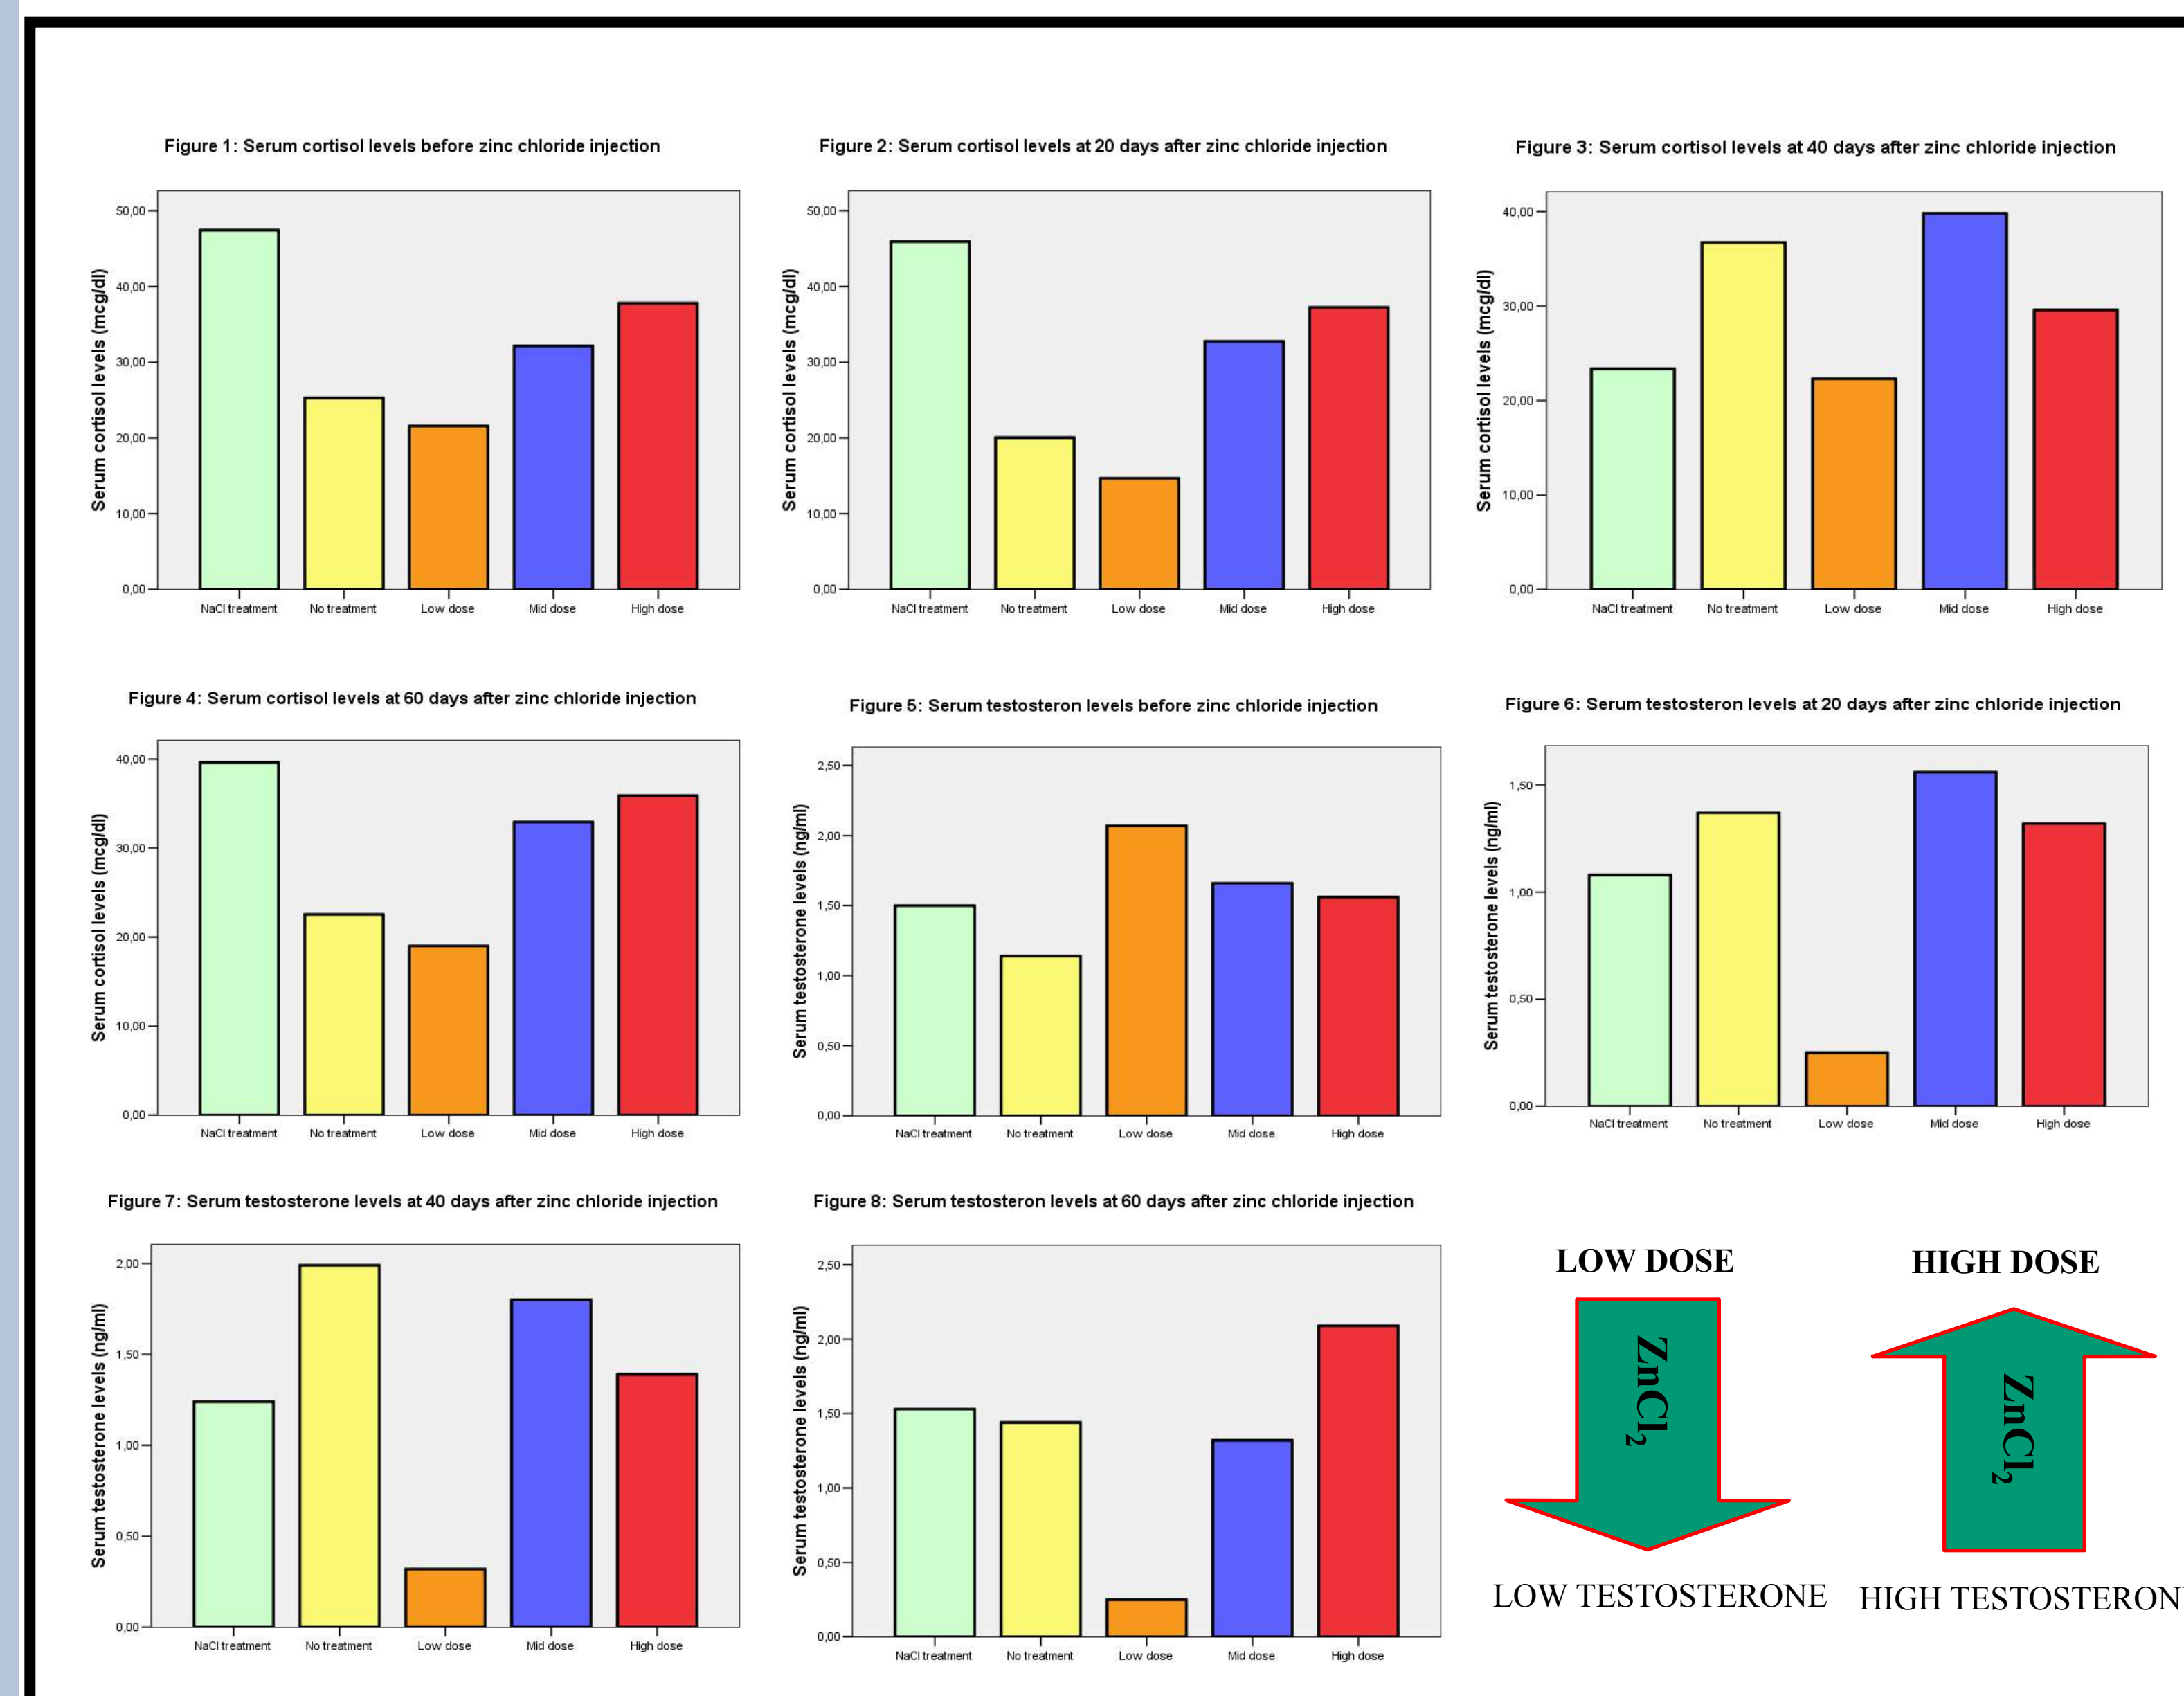 Figure 1: Serum cortisol levels before zinc chloride injection
Serum cortisol levels (mcg/dl)
50,00
40,00
30,00
20,00
10,00
0,00
NaCl treatment No treatment Low dose Mid dose High dose
Figure 2: Serum cortisol levels at 20 days after zinc chloride injection
Serum cortisol levels (mcg/dl)
50,00
40,00
30,00
20,00
10,00
0,00
NaCl treatment No treatment Low dose Mid dose High dose
Figure 3: Serum cortisol levels at 40 days after zinc chloride injection
Serum cortisol levels (mcg/dl)
40,00
30,00
20,00
10,00
0,00
NaCl treatment No treatment Low dose Mid dose High dose
Figure 4: Serum cortisol levels at 60 days after zinc chloride injection
Serum cortisol levels (mcg/dl)
40,00
30,00
20,00
10,00
0,00
NaCl treatment No treatment Low dose Mid dose High dose
Figure 5: Serum testosteron levels before zinc chloride injection
Serum testosterone levels (ng/ml)
2,50
2,00
1,50
1,00
0,50
0,00
NaCl treatment No treatment Low dose Mid dose High dose
Figure 6: Serum testosteron levels at 20 days after zinc chloride injection
Serum testosterone levels (ng/ml)
1,50
1,00
0,50
0,00
NaCl treatment No treatment Low dose Mid dose High dose
Figure 7: Serum testosterone levels at 40 days after zinc chloride injection
Serum testosterone levels (ng/ml)
2,00
1,50
1,00
0,50
0,00
NaCl treatment No treatment Low dose Mid dose High dose
Figure 8: Serum testosteron levels at 60 days after zinc chloride injection
Serum testosterone levels (ng/ml)
2,50
2,00
1,50
1,00
0,50
0,00
NaCl treatment No treatment Low dose Mid dose High dose
LOW DOSE
ZnCl₂
LOW TESTOSTERONE
HIGH DOSE
ZnCl₂
HIGH TESTOSTERON